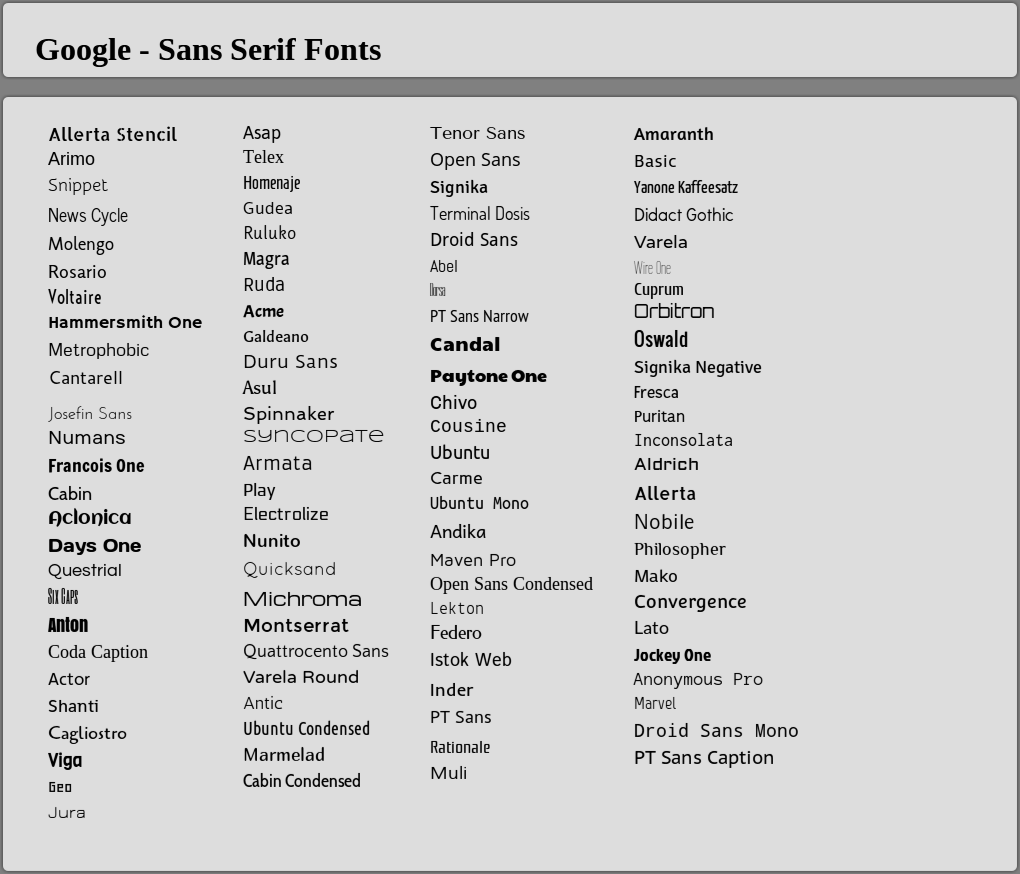 Google - Sans Serif Fonts
Allerta Stencil
Arimo
Snippet
News Cycle
Molengo
Rosario
Voltaire
Hammersmith One
Metrophobic
Cantarell
Josefin Sans
Numans
Francois One
Cabin
Aclonica
Days One
Questrial
Six Caps
Anton
Coda Caption
Actor
Shanti
Cagliostro
Viga
Geo
Jura
Asap
Telex
Homenaje
Gudea
Ruluko
Magra
Ruda
Acme
Galdeano
Duru Sans
Asul
Spinnaker
Syncopate
Armata
Play
Electrolize
Nunito
Quicksand
Michroma
Montserrat
Quattrocento Sans
Varela Round
Antic
Ubuntu Condensed
Marmelad
Cabin Condensed
Tenor Sans
Open Sans
Signika
Terminal Dosis
Droid Sans
Abel
Dorsa
PT Sans Narrow
Candal
Paytone One
Chivo
Cousine
Ubuntu
Carme
Ubuntu Mono
Andika
Maven Pro
Open Sans Condensed
Lekton
Federo
Istok Web
Inder
PT Sans
Rationale
Muli
Amaranth
Basic
Yanone Kaffeesatz
Didact Gothic
Varela
Wire One
Cuprum
Orbitron
Oswald
Signika Negative
Fresca
Puritan
Inconsolata
Aldrich
Allerta
Nobile
Philosopher
Mako
Convergence
Lato
Jockey One
Anonymous Pro
Marvel
Droid Sans Mono
PT Sans Caption